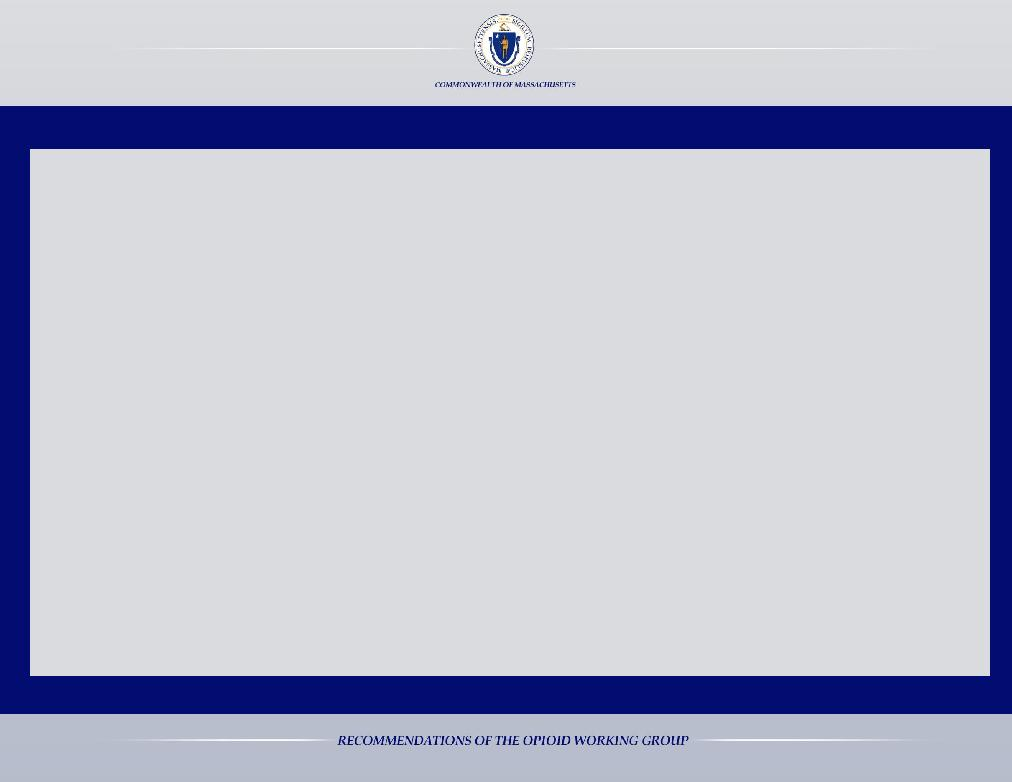 COMMONWEALTH OF MASSACHUSETTS
RECOMMENDATIONS OF THE OPIOID WORKING GROUP